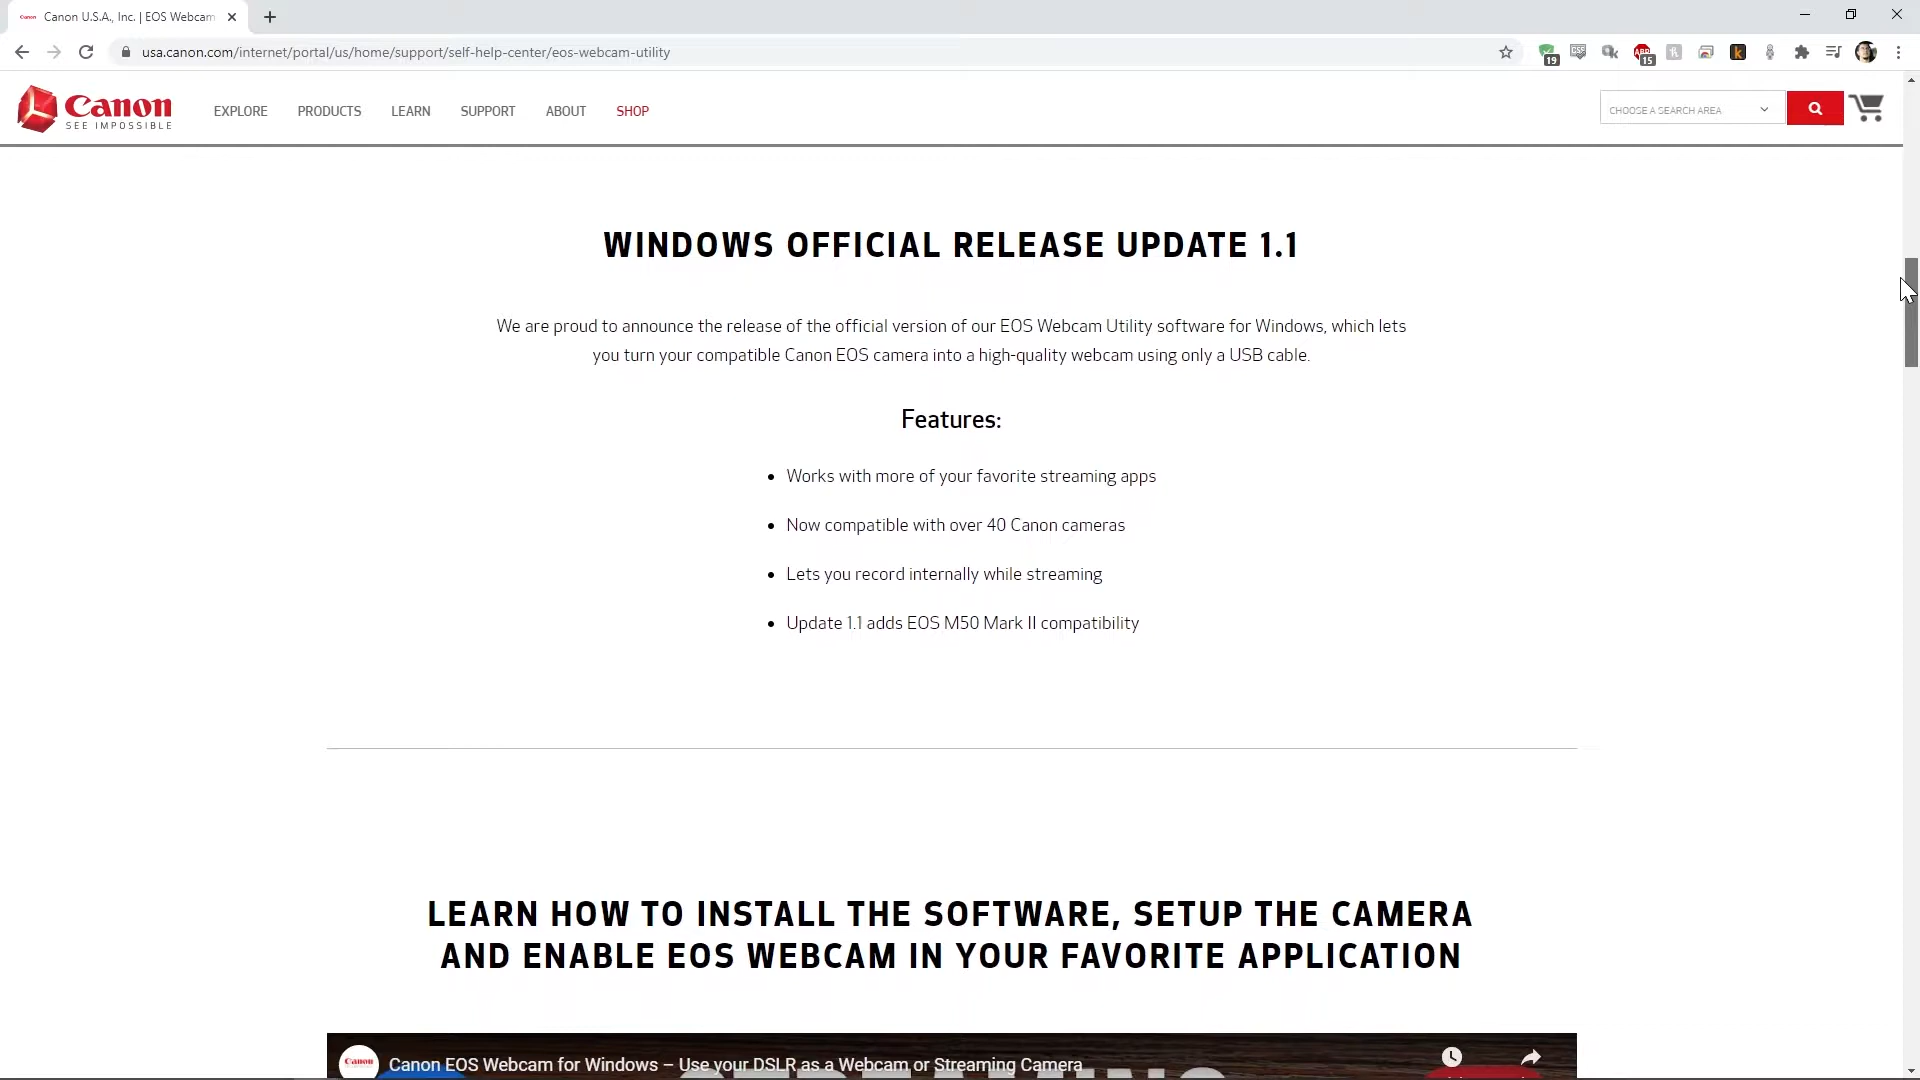 Canon U.S.A., Inc. | EOS Webcam
usa.canon.com/internet/portal/us/home/support/self-help-center/eos-webcam-utility
19
15
Canon
SEE IMPOSSIBLE
EXPLORE
PRODUCTS
LEARN
SUPPORT
ABOUT
SHOP
CHOOSE A SEARCH AREA
WINDOWS OFFICIAL RELEASE UPDATE 1.1
We are proud to announce the release of the official version of our EOS Webcam Utility software for Windows, which lets
you turn your compatible Canon EOS camera into a high-quality webcam using only a USB cable.
Features:
• Works with more of your favorite streaming apps
• Now compatible with over 40 Canon cameras
• Lets you record internally while streaming
• Update 1.1 adds EOS M50 Mark II compatibility
LEARN HOW TO INSTALL THE SOFTWARE, SETUP THE CAMERA
AND ENABLE EOS WEBCAM IN YOUR FAVORITE APPLICATION
Canon
Canon EOS Webcam for Windows – Use your DSLR as a Webcam or Streaming Camera
STREAMING